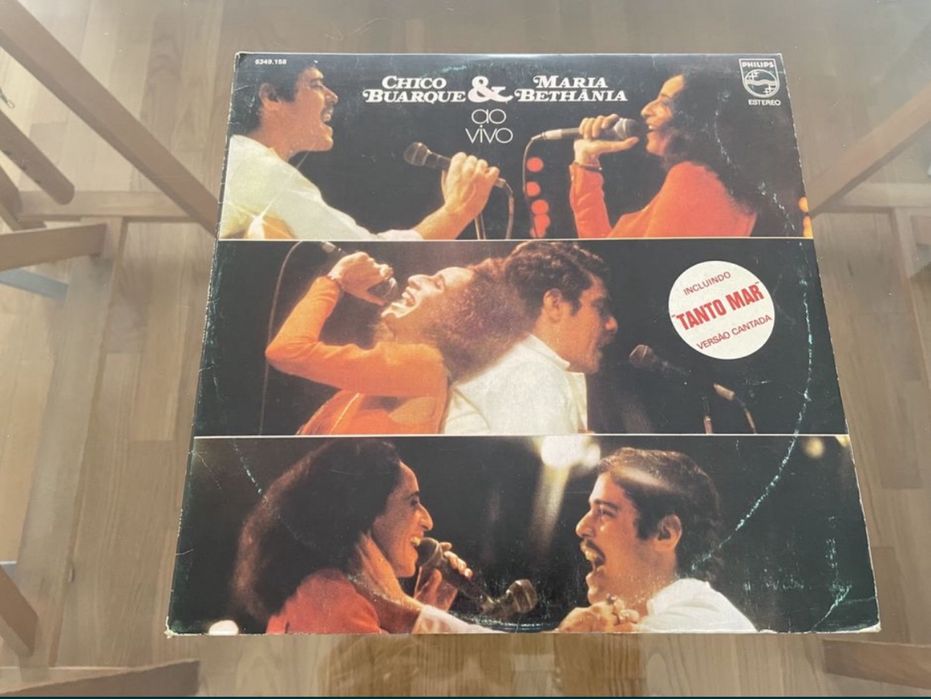 6349.158
CHICO BUARQUE & MARIA BETHÂNIA
ao
vivo
PHILIPS
ESTEREO
INCLUINDO
"TANTO MAR"
VERSÃO CANTADA